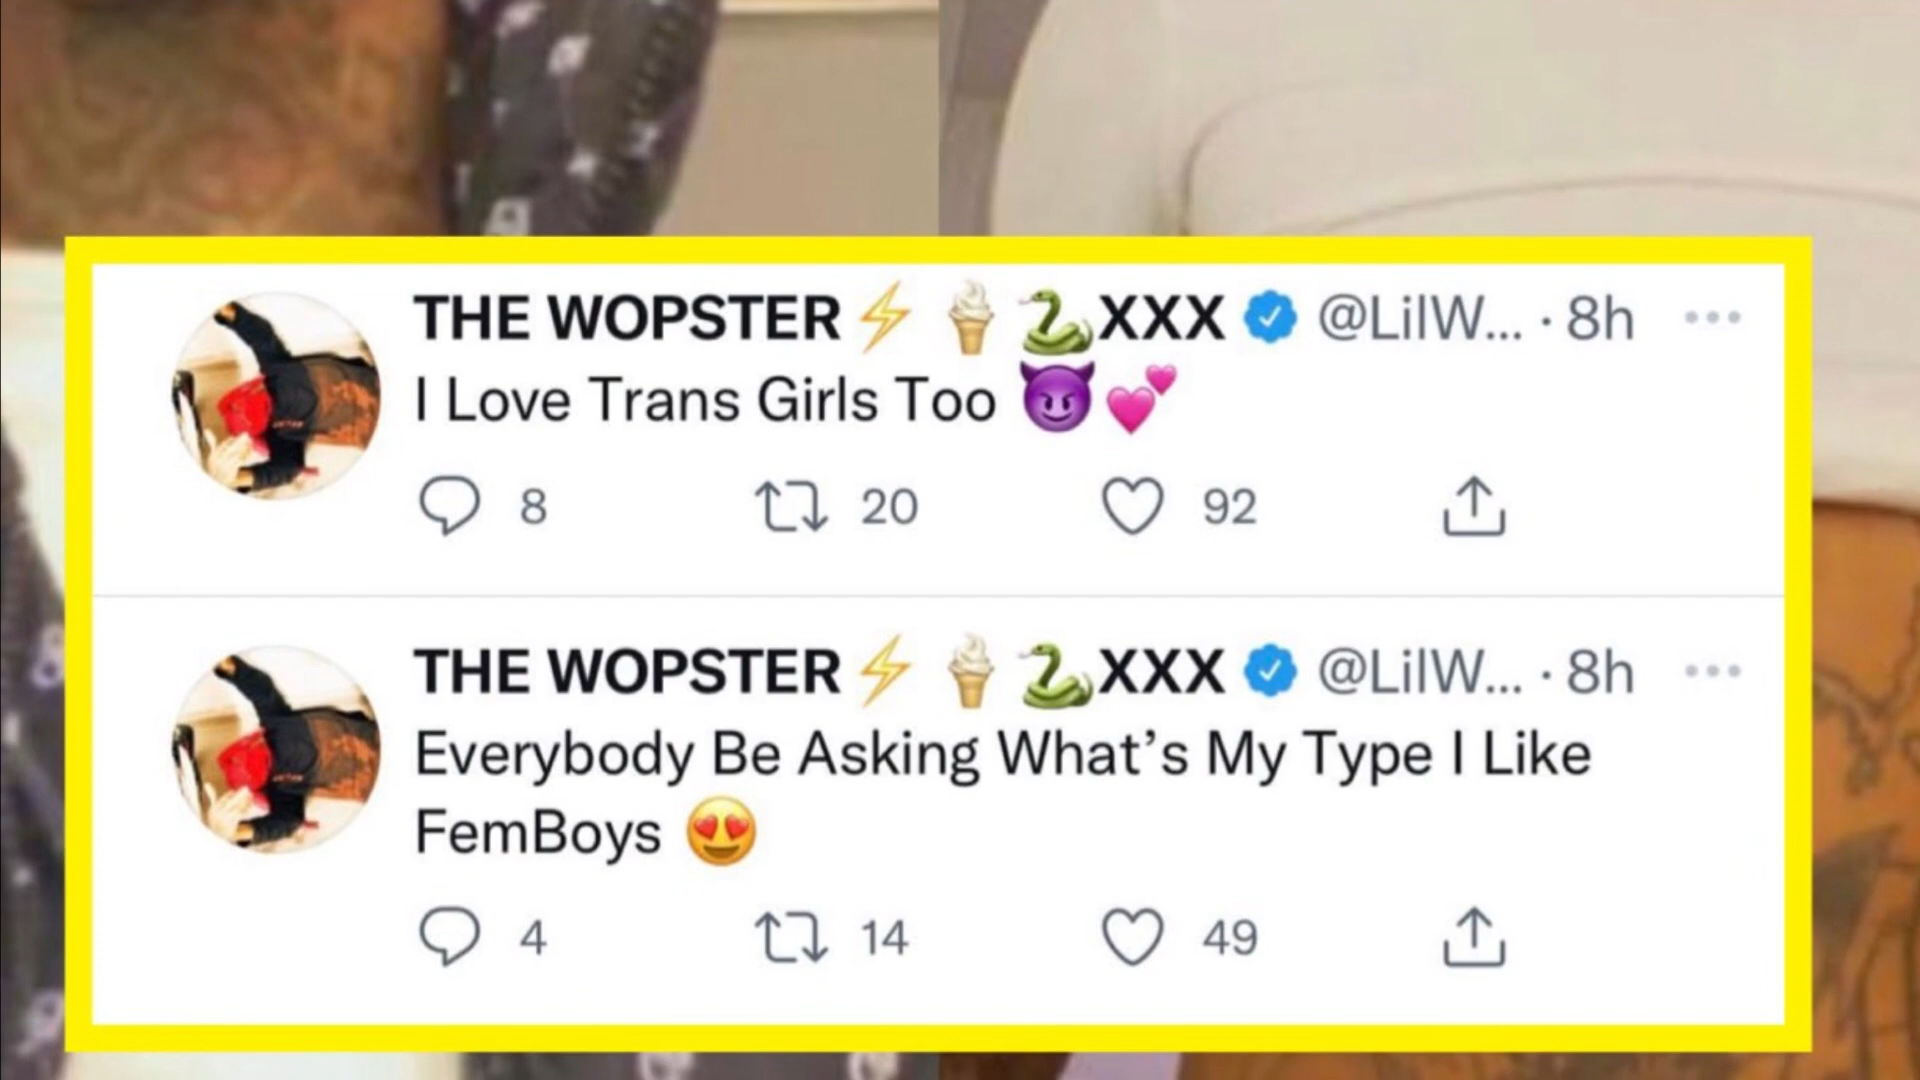 THE WOPSTER⚡🍦🐍XXX @LilW... · 8h
I Love Trans Girls Too 😈💕
8 20 92
THE WOPSTER⚡🍦🐍XXX @LilW... · 8h
Everybody Be Asking What's My Type I Like
FemBoys 😍
4 14 49